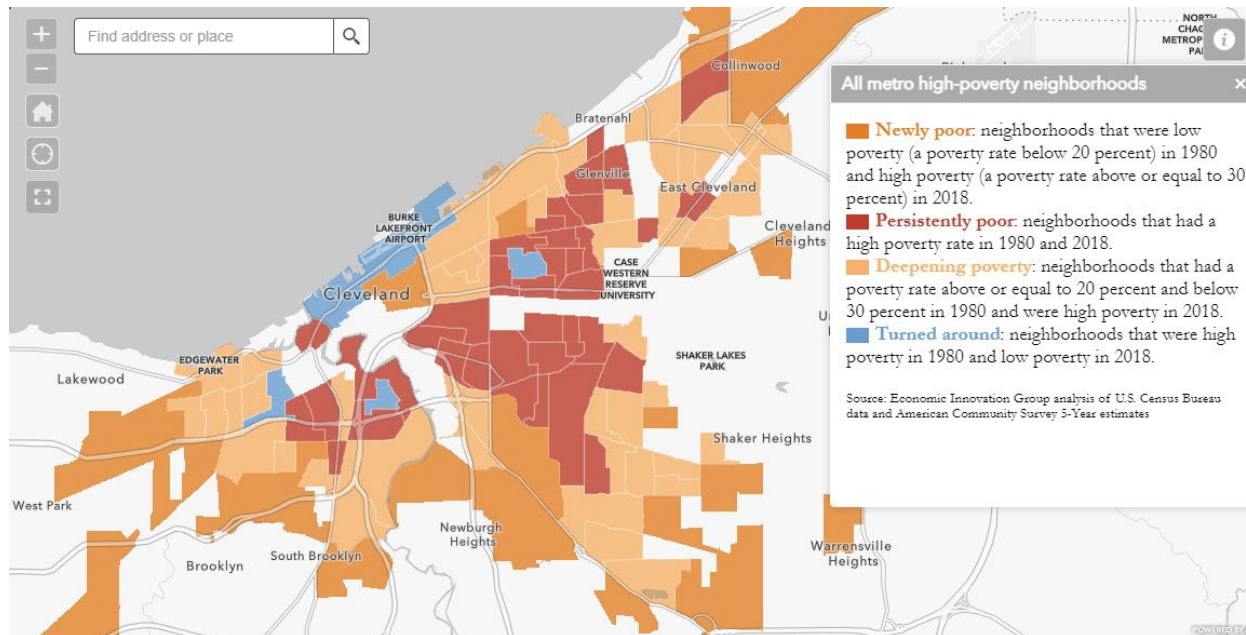 +
Find address or place
−
NORTH
CHAG
METROP
PA
i
Collinwood
All metro high-poverty neighborhoods ×
Newly poor: neighborhoods that were low
poverty (a poverty rate below 20 percent) in 1980
and high poverty (a poverty rate above or equal to 30
percent) in 2018.
Persistently poor: neighborhoods that had a
high poverty rate in 1980 and 2018.
Deepening poverty: neighborhoods that had a
poverty rate above or equal to 20 percent and below
30 percent in 1980 and were high poverty in 2018.
Turned around: neighborhoods that were high
poverty in 1980 and low poverty in 2018.
Source: Economic Innovation Group analysis of U.S. Census Bureau
data and American Community Survey 5-Year estimates
Bratenahl
Glenville
East Cleveland
BURKE
LAKEFRONT
AIRPORT
Cleveland
Heights
CASE
WESTERN
RESERVE
UNIVERSITY
Cleveland
EDGEWATER
PARK
SHAKER LAKES
PARK
Lakewood
Shaker Heights
West Park
Newburgh
Heights
South Brooklyn
Brooklyn
Warrensville
Heights
POWERED BY